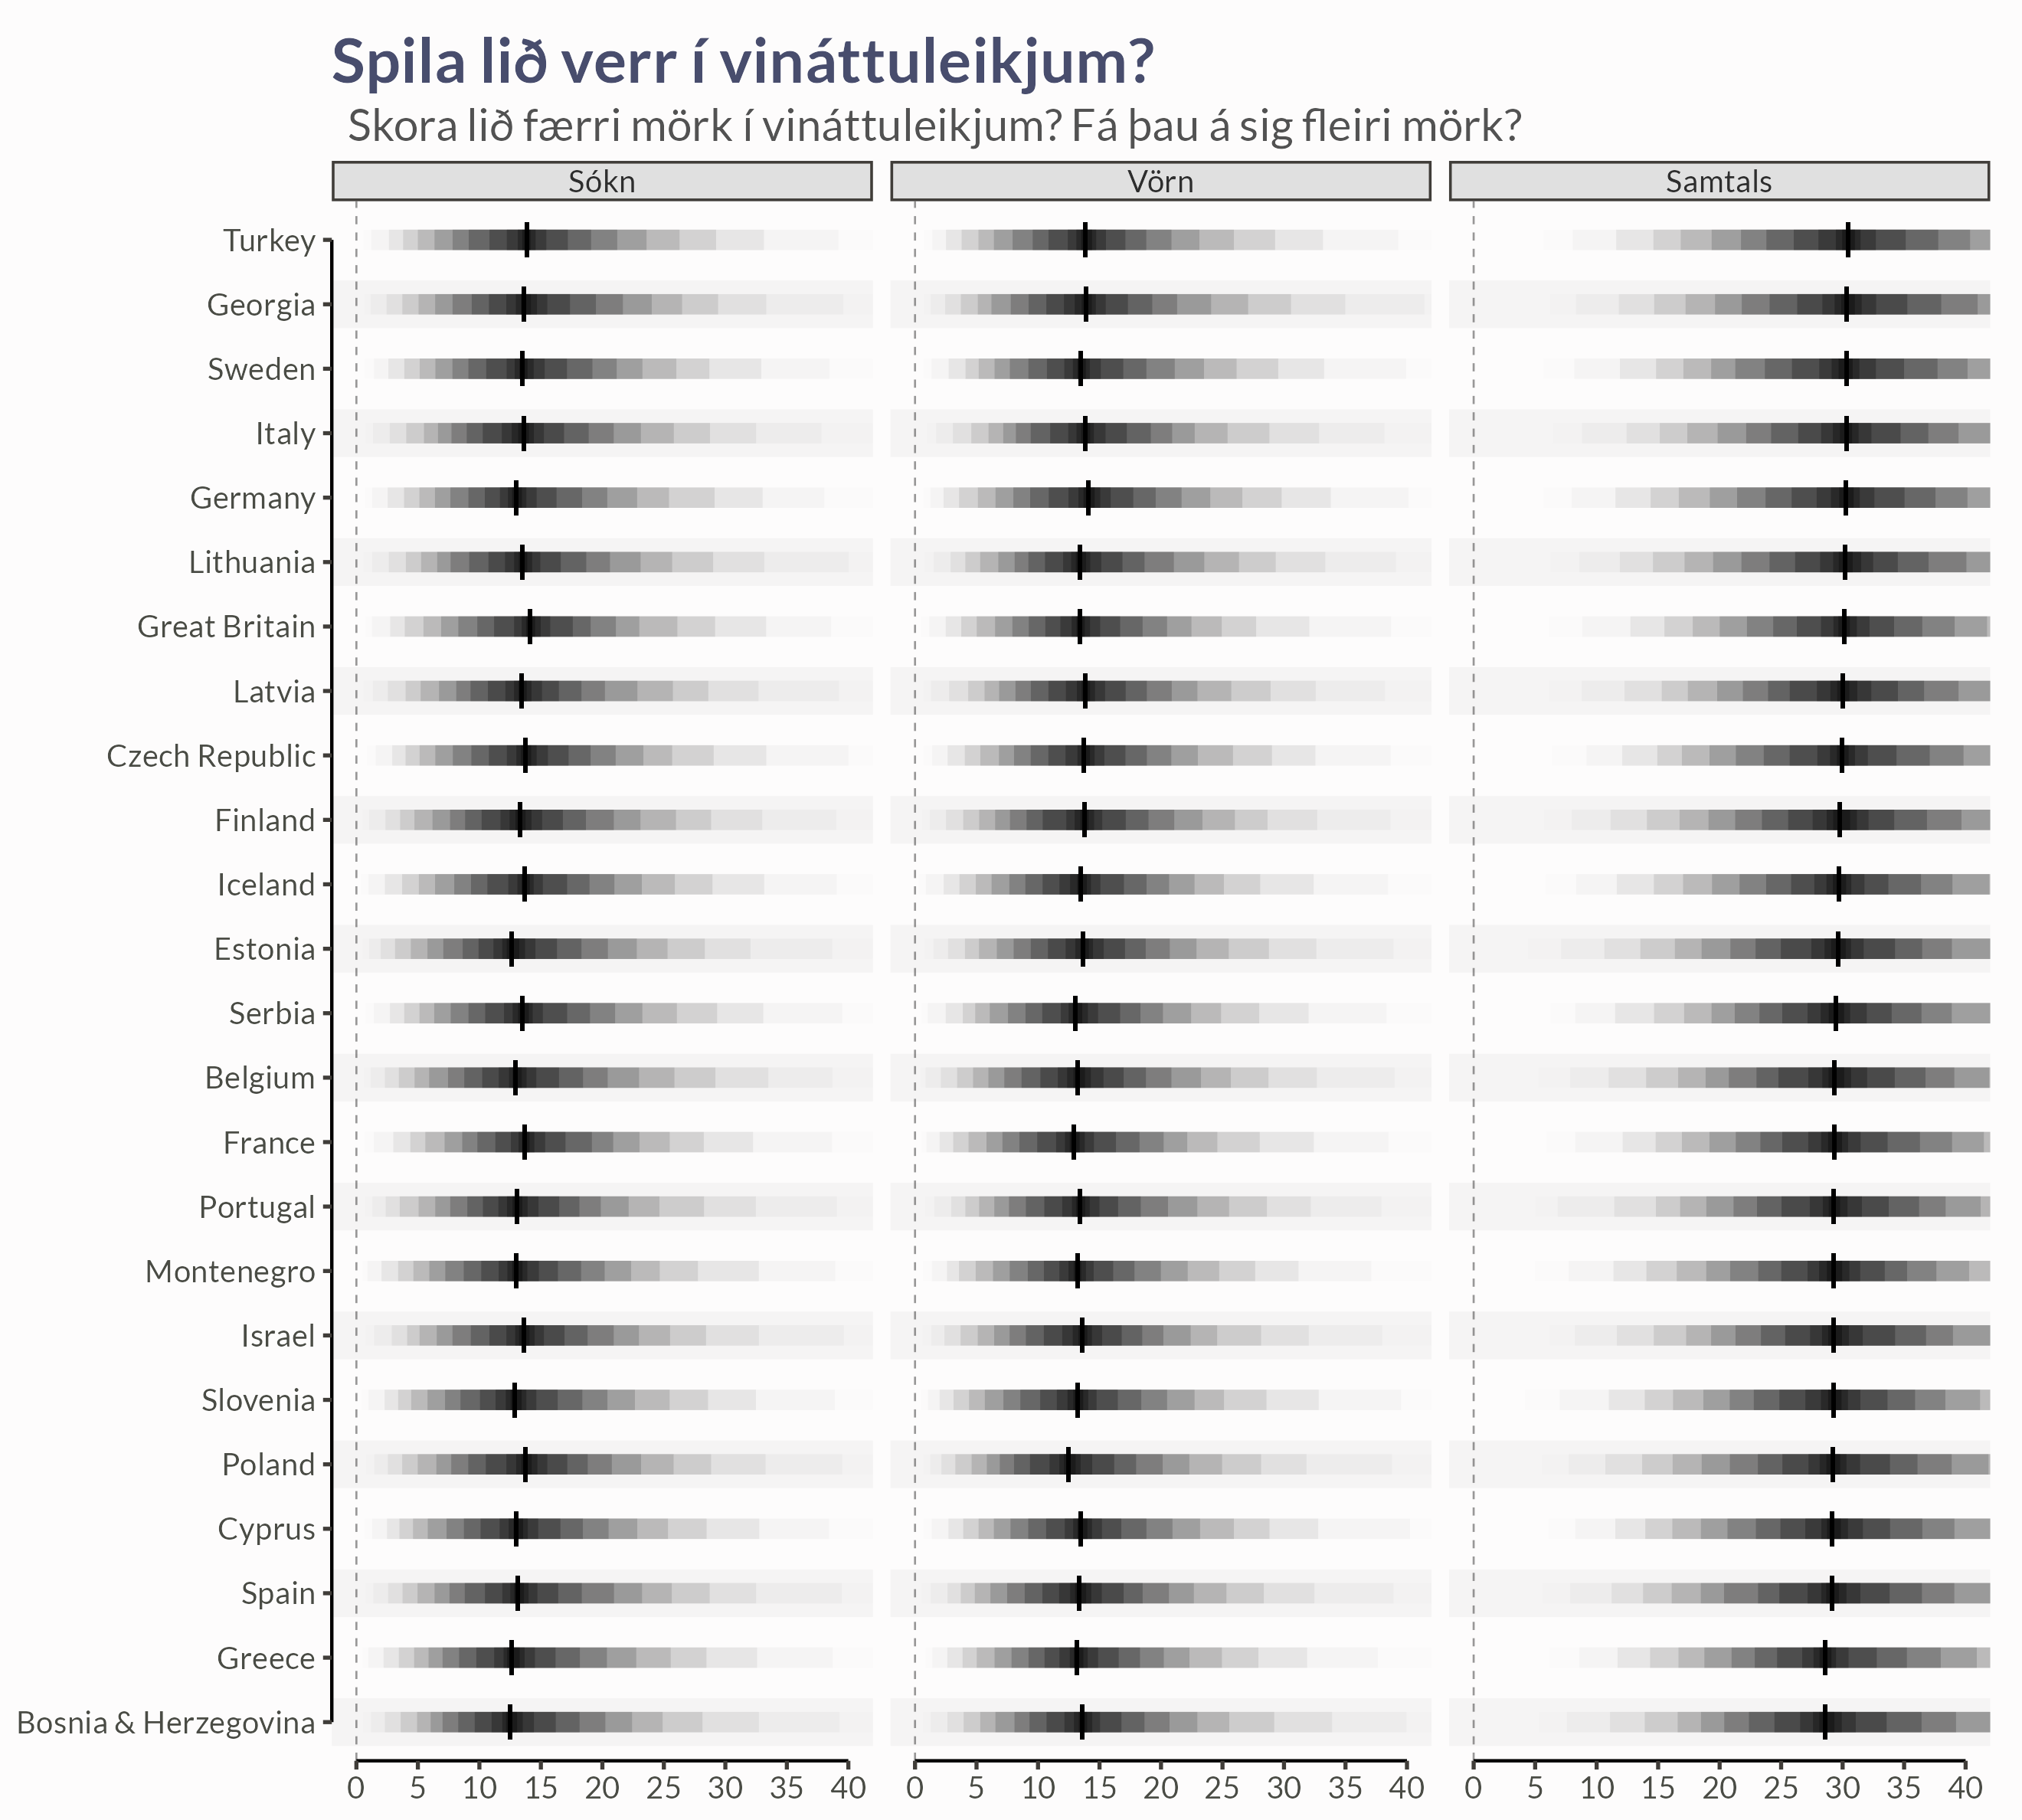 Spila lið verr í vináttuleikjum?
Skora lið færri mörk í vináttuleikjum? Fá þau á sig fleiri mörk?
Sókn Vörn Samtals
Turkey
Georgia
Sweden
Italy
Germany
Lithuania
Great Britain
Latvia
Czech Republic
Finland
Iceland
Estonia
Serbia
Belgium
France
Portugal
Montenegro
Israel
Slovenia
Poland
Cyprus
Spain
Greece
Bosnia & Herzegovina
0 5 10 15 20 25 30 35 40 0 5 10 15 20 25 30 35 40 0 5 10 15 20 25 30 35 40